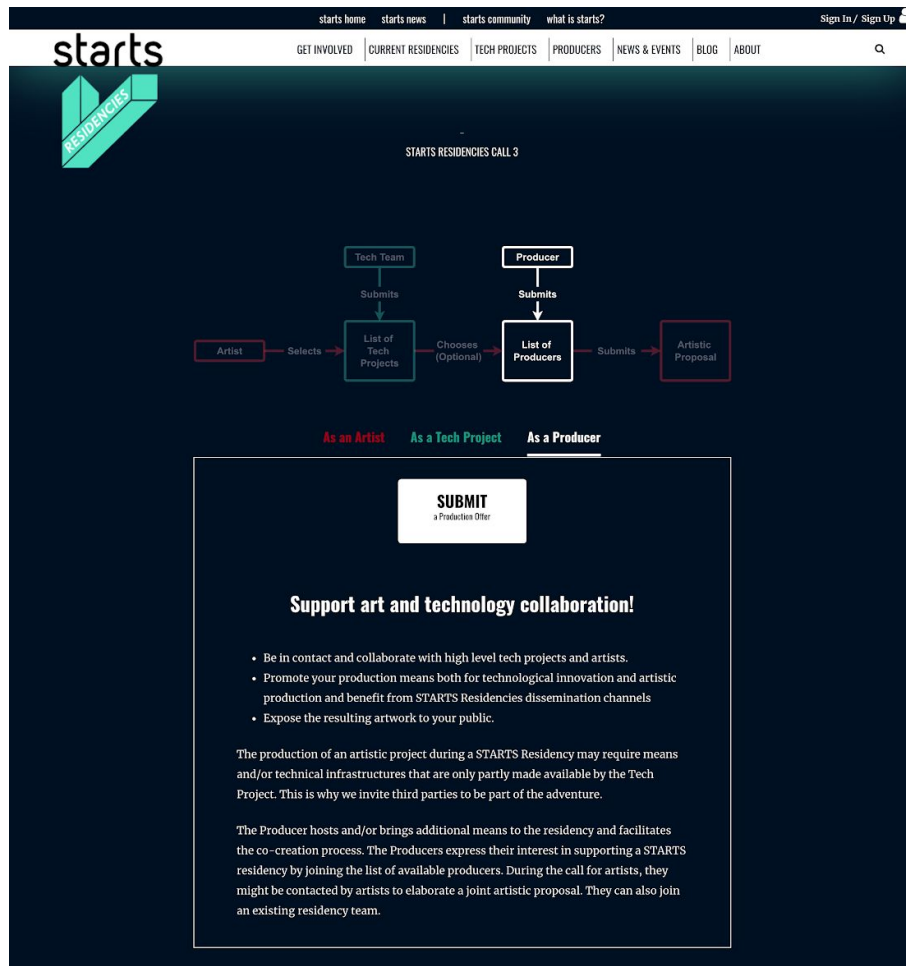 starts home starts news | starts community what is starts? Sign In / Sign Up
starts
GET INVOLVED CURRENT RESIDENCIES TECH PROJECTS PRODUCERS NEWS & EVENTS BLOG ABOUT
RESIDENCIES
-
STARTS RESIDENCIES CALL 3
Tech Team Producer
Submits Submits
Artist Selects List of Tech Projects Chooses (Optional) List of Producers Submits Artistic Proposal
As an Artist As a Tech Project As a Producer
SUBMIT
a Production Offer
Support art and technology collaboration!
• Be in contact and collaborate with high level tech projects and artists.
• Promote your production means both for technological innovation and artistic
production and benefit from STARTS Residencies dissemination channels
• Expose the resulting artwork to your public.
The production of an artistic project during a STARTS Residency may require means
and/or technical infrastructures that are only partly made available by the Tech
Project. This is why we invite third parties to be part of the adventure.
The Producer hosts and/or brings additional means to the residency and facilitates
the co-creation process. The Producers express their interest in supporting a STARTS
residency by joining the list of available producers. During the call for artists, they
might be contacted by artists to elaborate a joint artistic proposal. They can also join
an existing residency team.